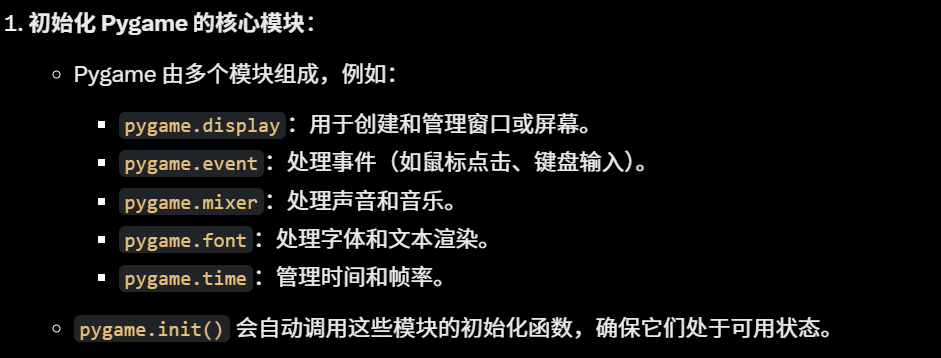 1. 初始化 Pygame 的核心模块：
Pygame 由多个模块组成，例如：
pygame.display：用于创建和管理窗口或屏幕。
pygame.event：处理事件（如鼠标点击、键盘输入）。
pygame.mixer：处理声音和音乐。
pygame.font：处理字体和文本渲染。
pygame.time：管理时间和帧率。
pygame.init() 会自动调用这些模块的初始化函数，确保它们处于可用状态。